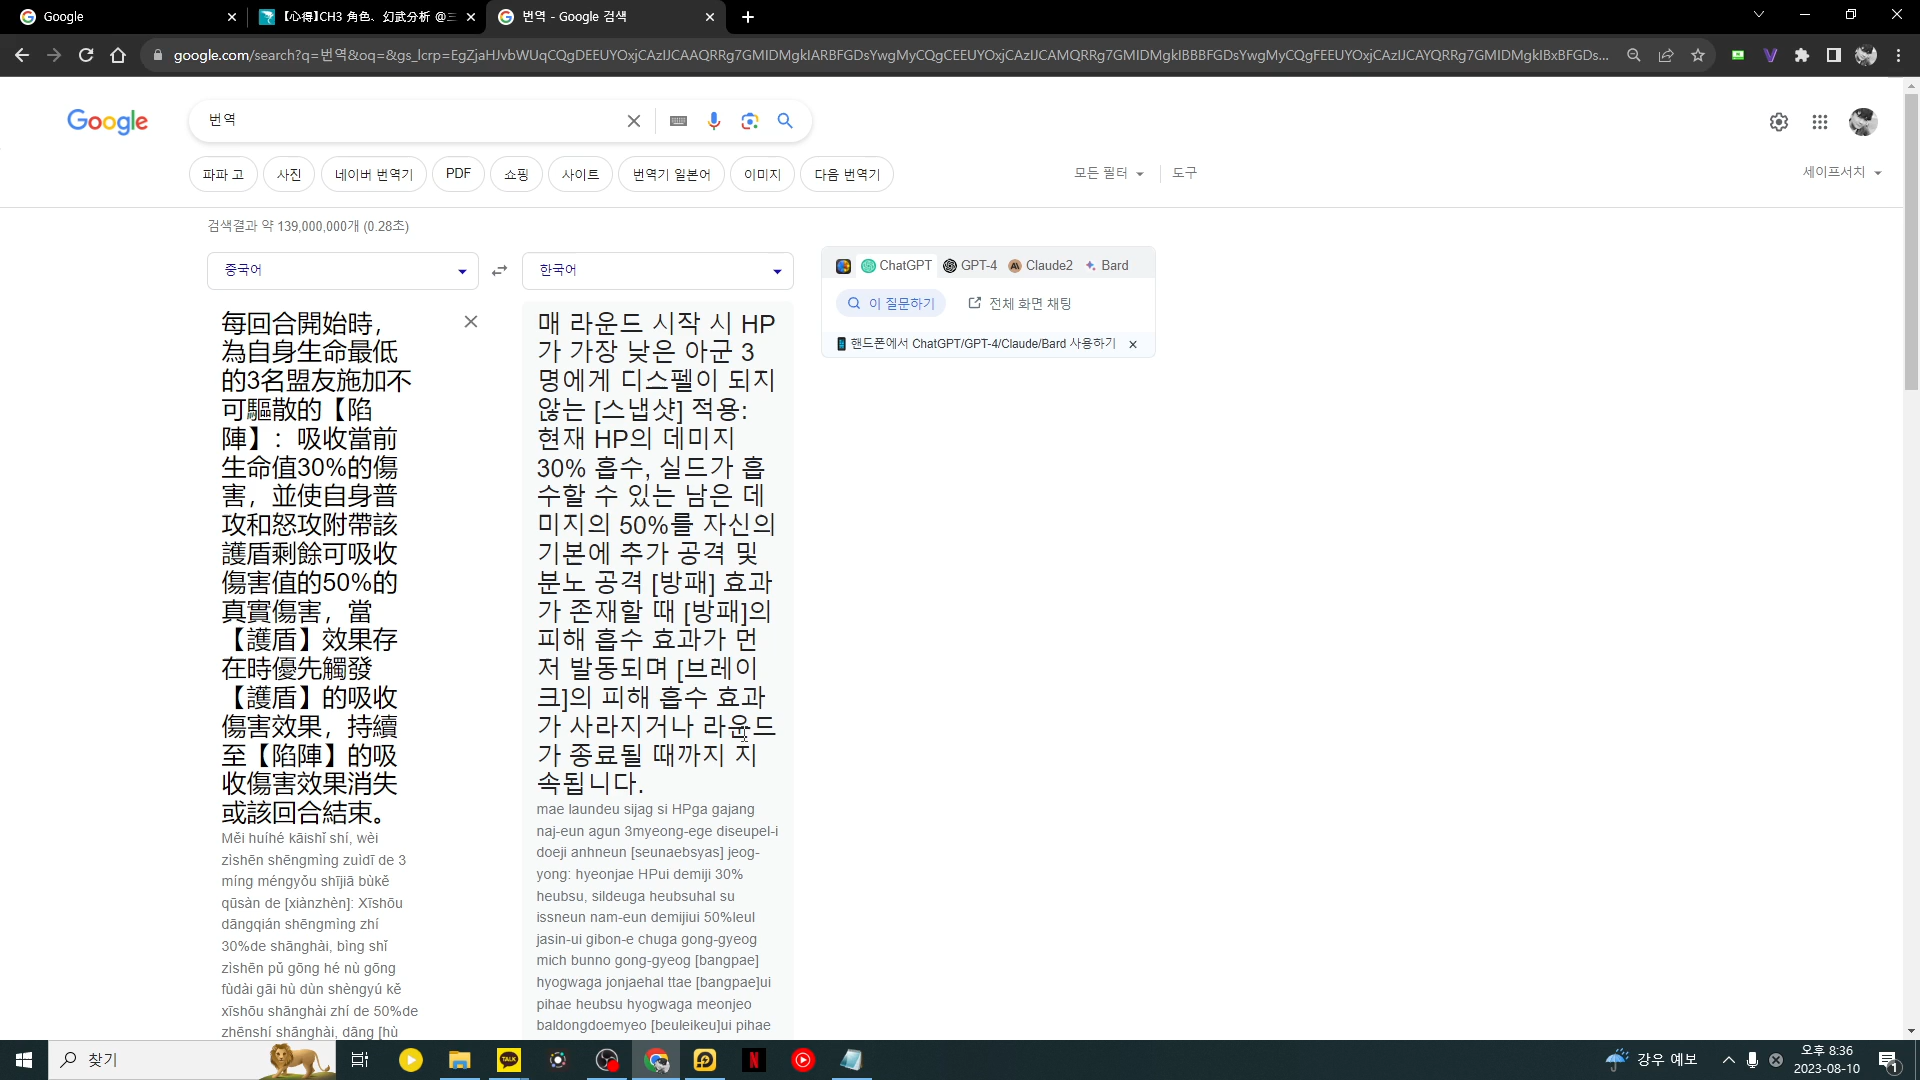 Google
【心得】CH3 角色、幻武分析 @三
번역 - Google 검색
google.com/search?q=번역&oq=&gs_lcrp=EgZjaHJvbWUqCQgDEEUYOxjCAzIJCAAQRRg7GMIDMgkIARBFGDsYwgMyCQgCEEUYOxjCAzIJCAMQRRg7GMIDMgkIBBBFGDsYwgMyCQgFEEUYOxjCAzIJCAYQRRg7GMIDMgkIBxBFGDs...
Google
번역
파파 고
사진
네이버 번역기
PDF
쇼핑
사이트
번역기 일본어
이미지
다음 번역기
모든 필터
도구
세이프서치
검색결과 약 139,000,000개 (0.28초)
중국어
한국어
每回合開始時,
為自身生命最低
的3名盟友施加不
可驅散的【陷
陣】：吸收當前
生命值30%的傷
害，並使自身普
攻和怒攻附帶該
護盾剩餘可吸收
傷害值的50%的
真實傷害，當
【護盾】效果存
在時優先觸發
【護盾】的吸收
傷害效果，持續
至【陷陣】的吸
收傷害效果消失
或該回合結束。
Měi huíhé kāishǐ shí, wèi
zìshēn shēngmìng zuìdī de 3
míng méngyǒu shījiā bùkě
qūsàn de [xiànzhèn]: Xīshōu
dāngqián shēngmìng zhí
30%de shānghài, bìng shǐ
zìshēn pǔ gōng hé nù gōng
fùdài gāi hù dùn shèngyú kě
xīshōu shānghài zhí de 50%de
zhēnshí shānghài, dāng [hù
매 라운드 시작 시 HP
가 가장 낮은 아군 3
명에게 디스펠이 되지
않는 [스냅샷] 적용:
현재 HP의 데미지
30% 흡수, 실드가 흡
수할 수 있는 남은 데
미지의 50%를 자신의
기본에 추가 공격 및
분노 공격 [방패] 효과
가 존재할 때 [방패]의
피해 흡수 효과가 먼
저 발동되며 [브레이
크]의 피해 흡수 효과
가 사라지거나 라운드
가 종료될 때까지 지
속됩니다.
mae laundeu sijag si HPga gajang
naj-eun agun 3myeong-ege diseupel-i
doeji anhneun [seunaebsyas] jeog-
yong: hyeonjae HPui demiji 30%
heubsu, sildeuga heubsuhal su
issneun nam-eun demijiui 50%leul
jasin-ui gibon-e chuga gong-gyeog
mich bunno gong-gyeog [bangpae]
hyogwaga jonjaehal ttae [bangpae]ui
pihae heubsu hyogwaga meonjeo
baldongdoemyeo [beuleikeu]ui pihae
ChatGPT
GPT-4
Claude2
Bard
이 질문하기
전체 화면 채팅
핸드폰에서 ChatGPT/GPT-4/Claude/Bard 사용하기
찾기
TALK
강우 예보
오후 8:36
2023-08-10
1